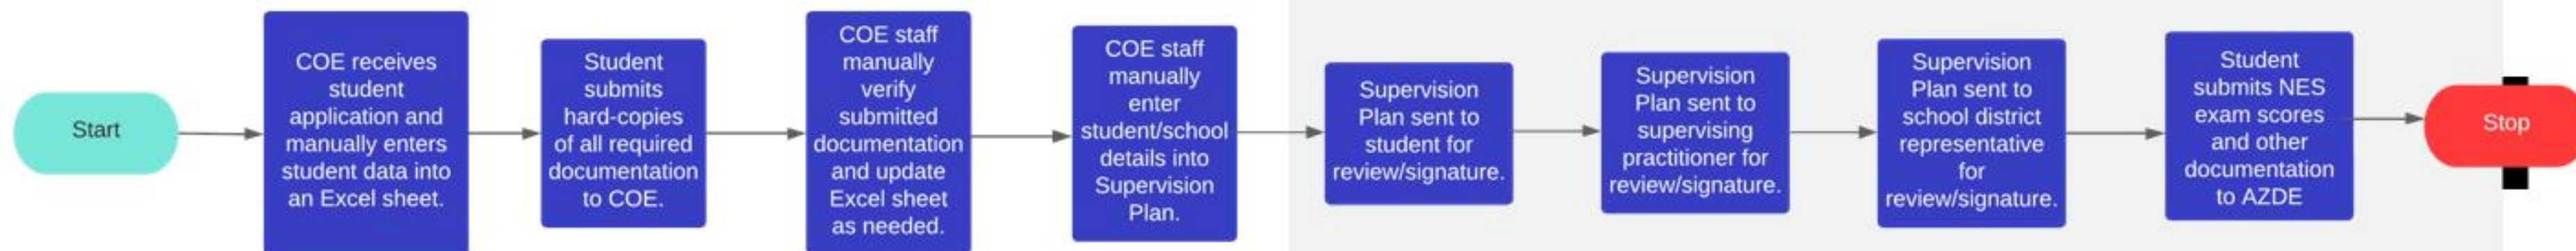 Start
COE receives
student
application and
manually enters
student data into
an Excel sheet.
Student
submits
hard-copies
of all required
documentation
to COE.
COE staff
manually
verify
submitted
documentation
and update
Excel sheet
as needed.
COE staff
manually
enter
student/school
details into
Supervision
Plan.
Supervision
Plan sent to
student for
review/signature.
Supervision
Plan sent to
supervising
practitioner for
review/signature.
Supervision
Plan sent to
school district
representative
for
review/signature.
Student
submits NES
exam scores
and other
documentation
to AZDE
Stop